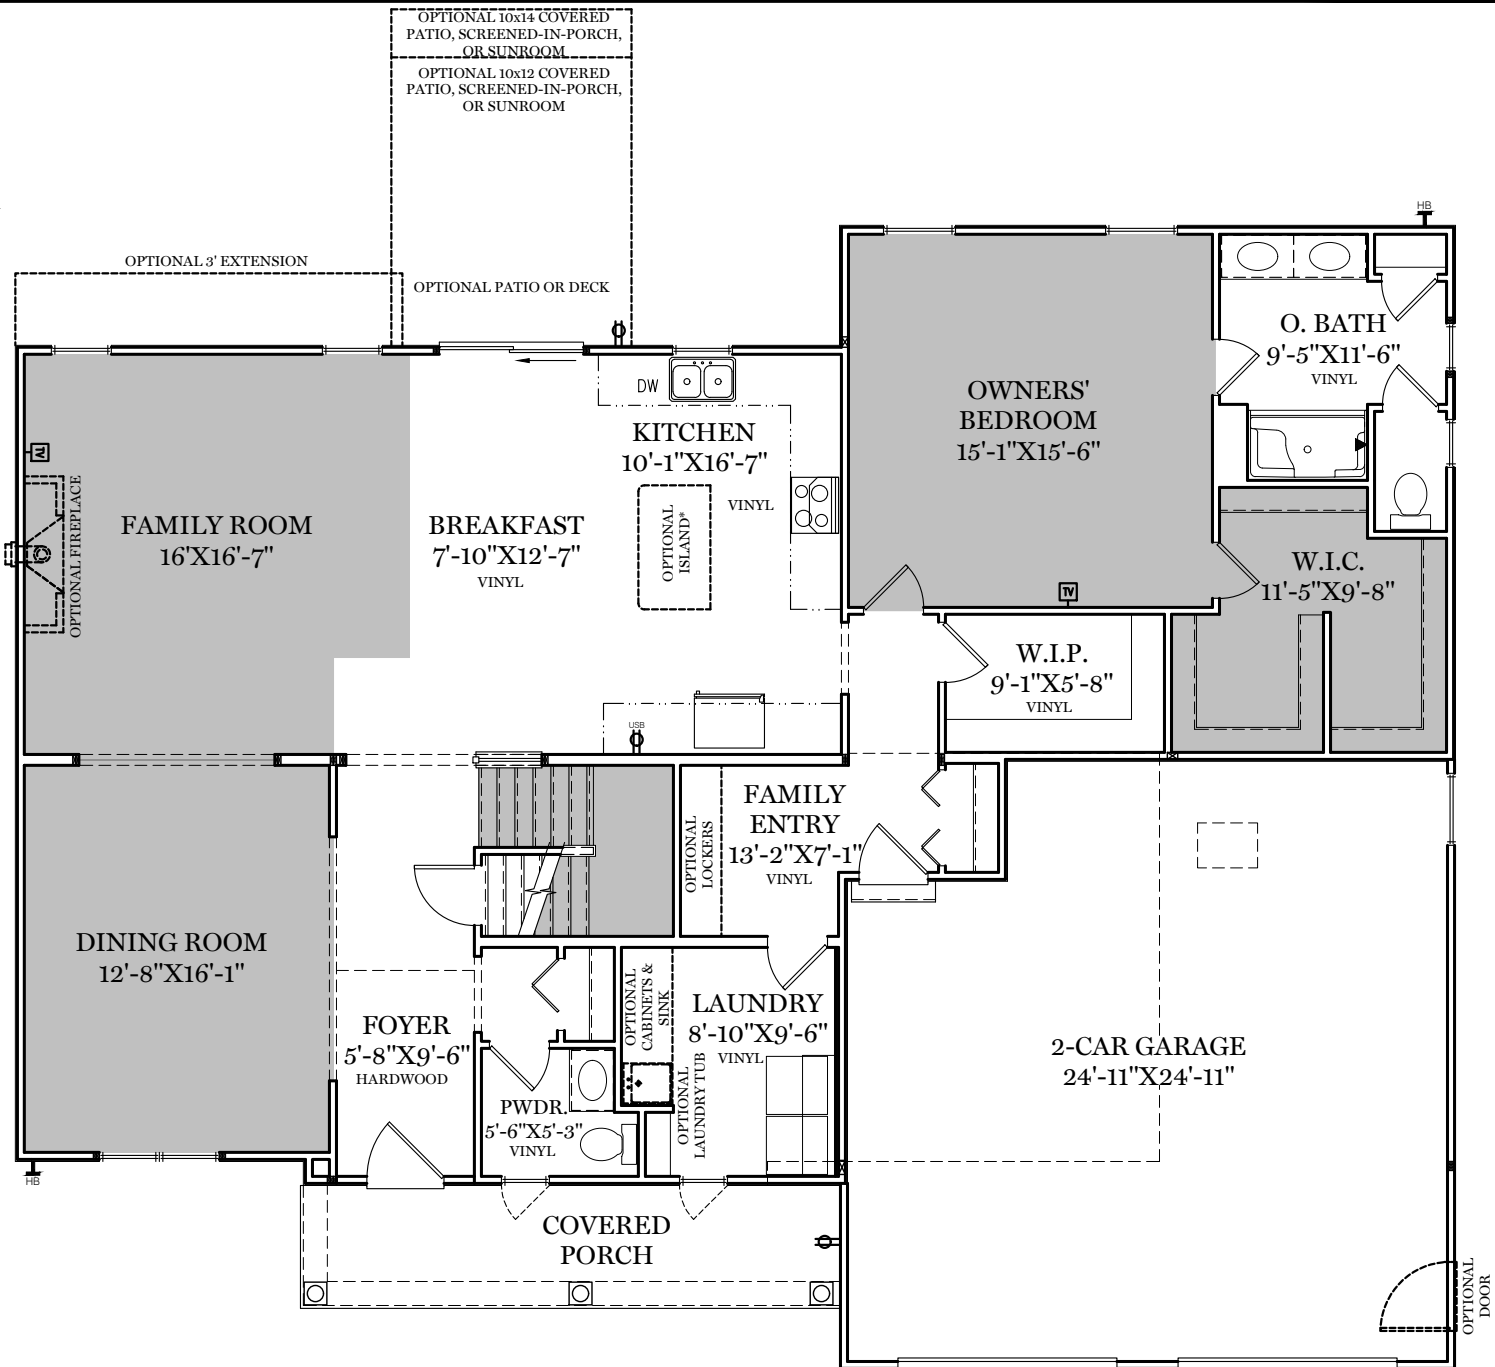 OPTIONAL 10x14 COVERED
PATIO, SCREENED-IN-PORCH,
OR SUNROOM
OPTIONAL 10x12 COVERED
PATIO, SCREENED-IN-PORCH,
OR SUNROOM
HB
OPTIONAL 3' EXTENSION
OPTIONAL PATIO OR DECK
O. BATH
9'-5"X11'-6"
VINYL
DW
KITCHEN
10'-1"X16'-7"
VINYL
OWNERS'
BEDROOM
15'-1"X15'-6"
TV
OPTIONAL FIREPLACE
FAMILY ROOM
16'X16'-7"
BREAKFAST
7'-10"X12'-7"
VINYL
OPTIONAL
ISLAND*
TV
W.I.C.
11'-5"X9'-8"
W.I.P.
9'-1"X5'-8"
VINYL
USB
FAMILY
ENTRY
13'-2"X7'-1"
VINYL
OPTIONAL
LOCKERS
DINING ROOM
12'-8"X16'-1"
FOYER
5'-8"X9'-6"
HARDWOOD
OPTIONAL
CABINETS &
SINK
LAUNDRY
8'-10"X9'-6"
VINYL
OPTIONAL
LAUNDRY TUB
2-CAR GARAGE
24'-11"X24'-11"
PWDR.
5'-6"X5'-3"
VINYL
HB
COVERED
PORCH
OPTIONAL
DOOR